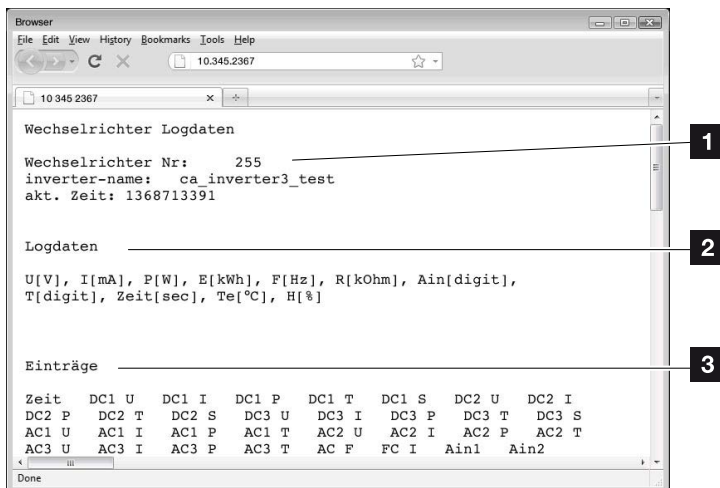 Browser
File Edit View History Bookmarks Tools Help
10.345.2367
10 345 2367
Wechselrichter Logdaten
Wechselrichter Nr: 255
inverter-name: ca_inverter3_test
akt. Zeit: 1368713391
1
Logdaten
2
U[V], I[mA], P[W], E[kWh], F[Hz], R[kOhm], Ain[digit],
T[digit], Zeit[sec], Te[°C], H[%]
Einträge
3
Zeit DC1 U DC1 I DC1 P DC1 T DC1 S DC2 U DC2 I
DC2 P DC2 T DC2 S DC3 U DC3 I DC3 P DC3 T DC3 S
AC1 U AC1 I AC1 P AC1 T AC2 U AC2 I AC2 P AC2 T
AC3 U AC3 I AC3 P AC3 T AC F FC I Ain1 Ain2
Done